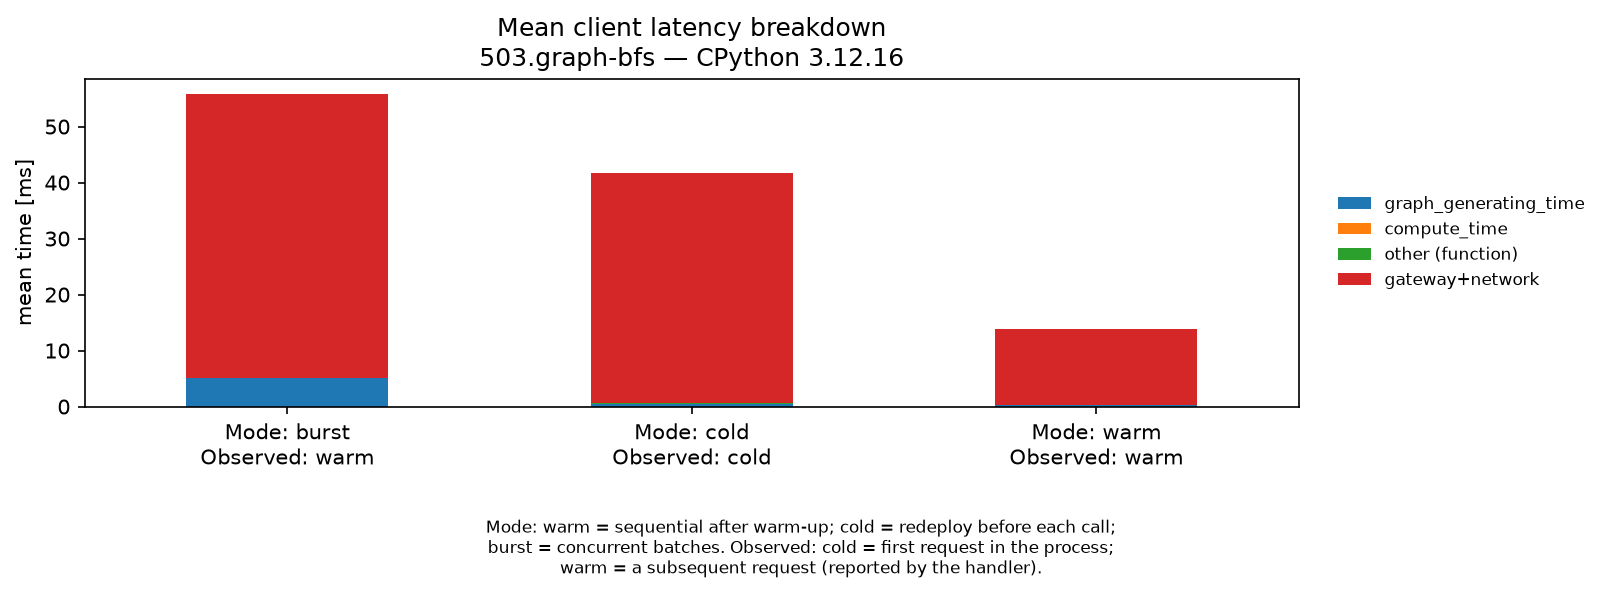 Mean client latency breakdown
503.graph-bfs — CPython 3.12.16
mean time [ms]
50
40
30
20
10
0
Mode: burst
Observed: warm
Mode: cold
Observed: cold
Mode: warm
Observed: warm
graph_generating_time
compute_time
other (function)
gateway+network
Mode: warm = sequential after warm-up; cold = redeploy before each call;
burst = concurrent batches. Observed: cold = first request in the process;
warm = a subsequent request (reported by the handler).